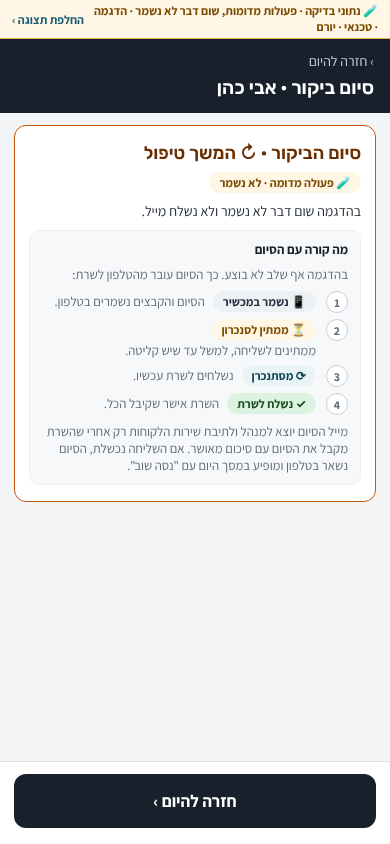 🧪 נתוני בדיקה · פעולות מדומות, שום דבר לא נשמר · הדגמה
· טכנאי · יורם
החלפת תצוגה ›
› חזרה להיום
סיום ביקור • אבי כהן
סיום הביקור • ↻ המשך טיפול
🧪 פעולה מדומה · לא נשמר
בהדגמה שום דבר לא נשמר ולא נשלח מייל.
מה קורה עם הסיום
בהדגמה אף שלב לא בוצע. כך הסיום עובר מהטלפון לשרת:
1 📱 נשמר במכשיר הסיום והקבצים נשמרים בטלפון.
2 ⏳ ממתין לסנכרון
ממתינים לשליחה, למשל עד שיש קליטה.
3 ⟳ מסתנכרן נשלחים לשרת עכשיו.
4 ✓ נשלח לשרת השרת אישר שקיבל הכל.
מייל הסיום יוצא למנהל ולתיבת שירות הלקוחות רק אחרי שהשרת
מקבל את הסיום עם סיכום מאושר. אם השליחה נכשלת, הסיום
נשאר בטלפון ומופיע במסך היום עם "נסה שוב".
חזרה להיום ›